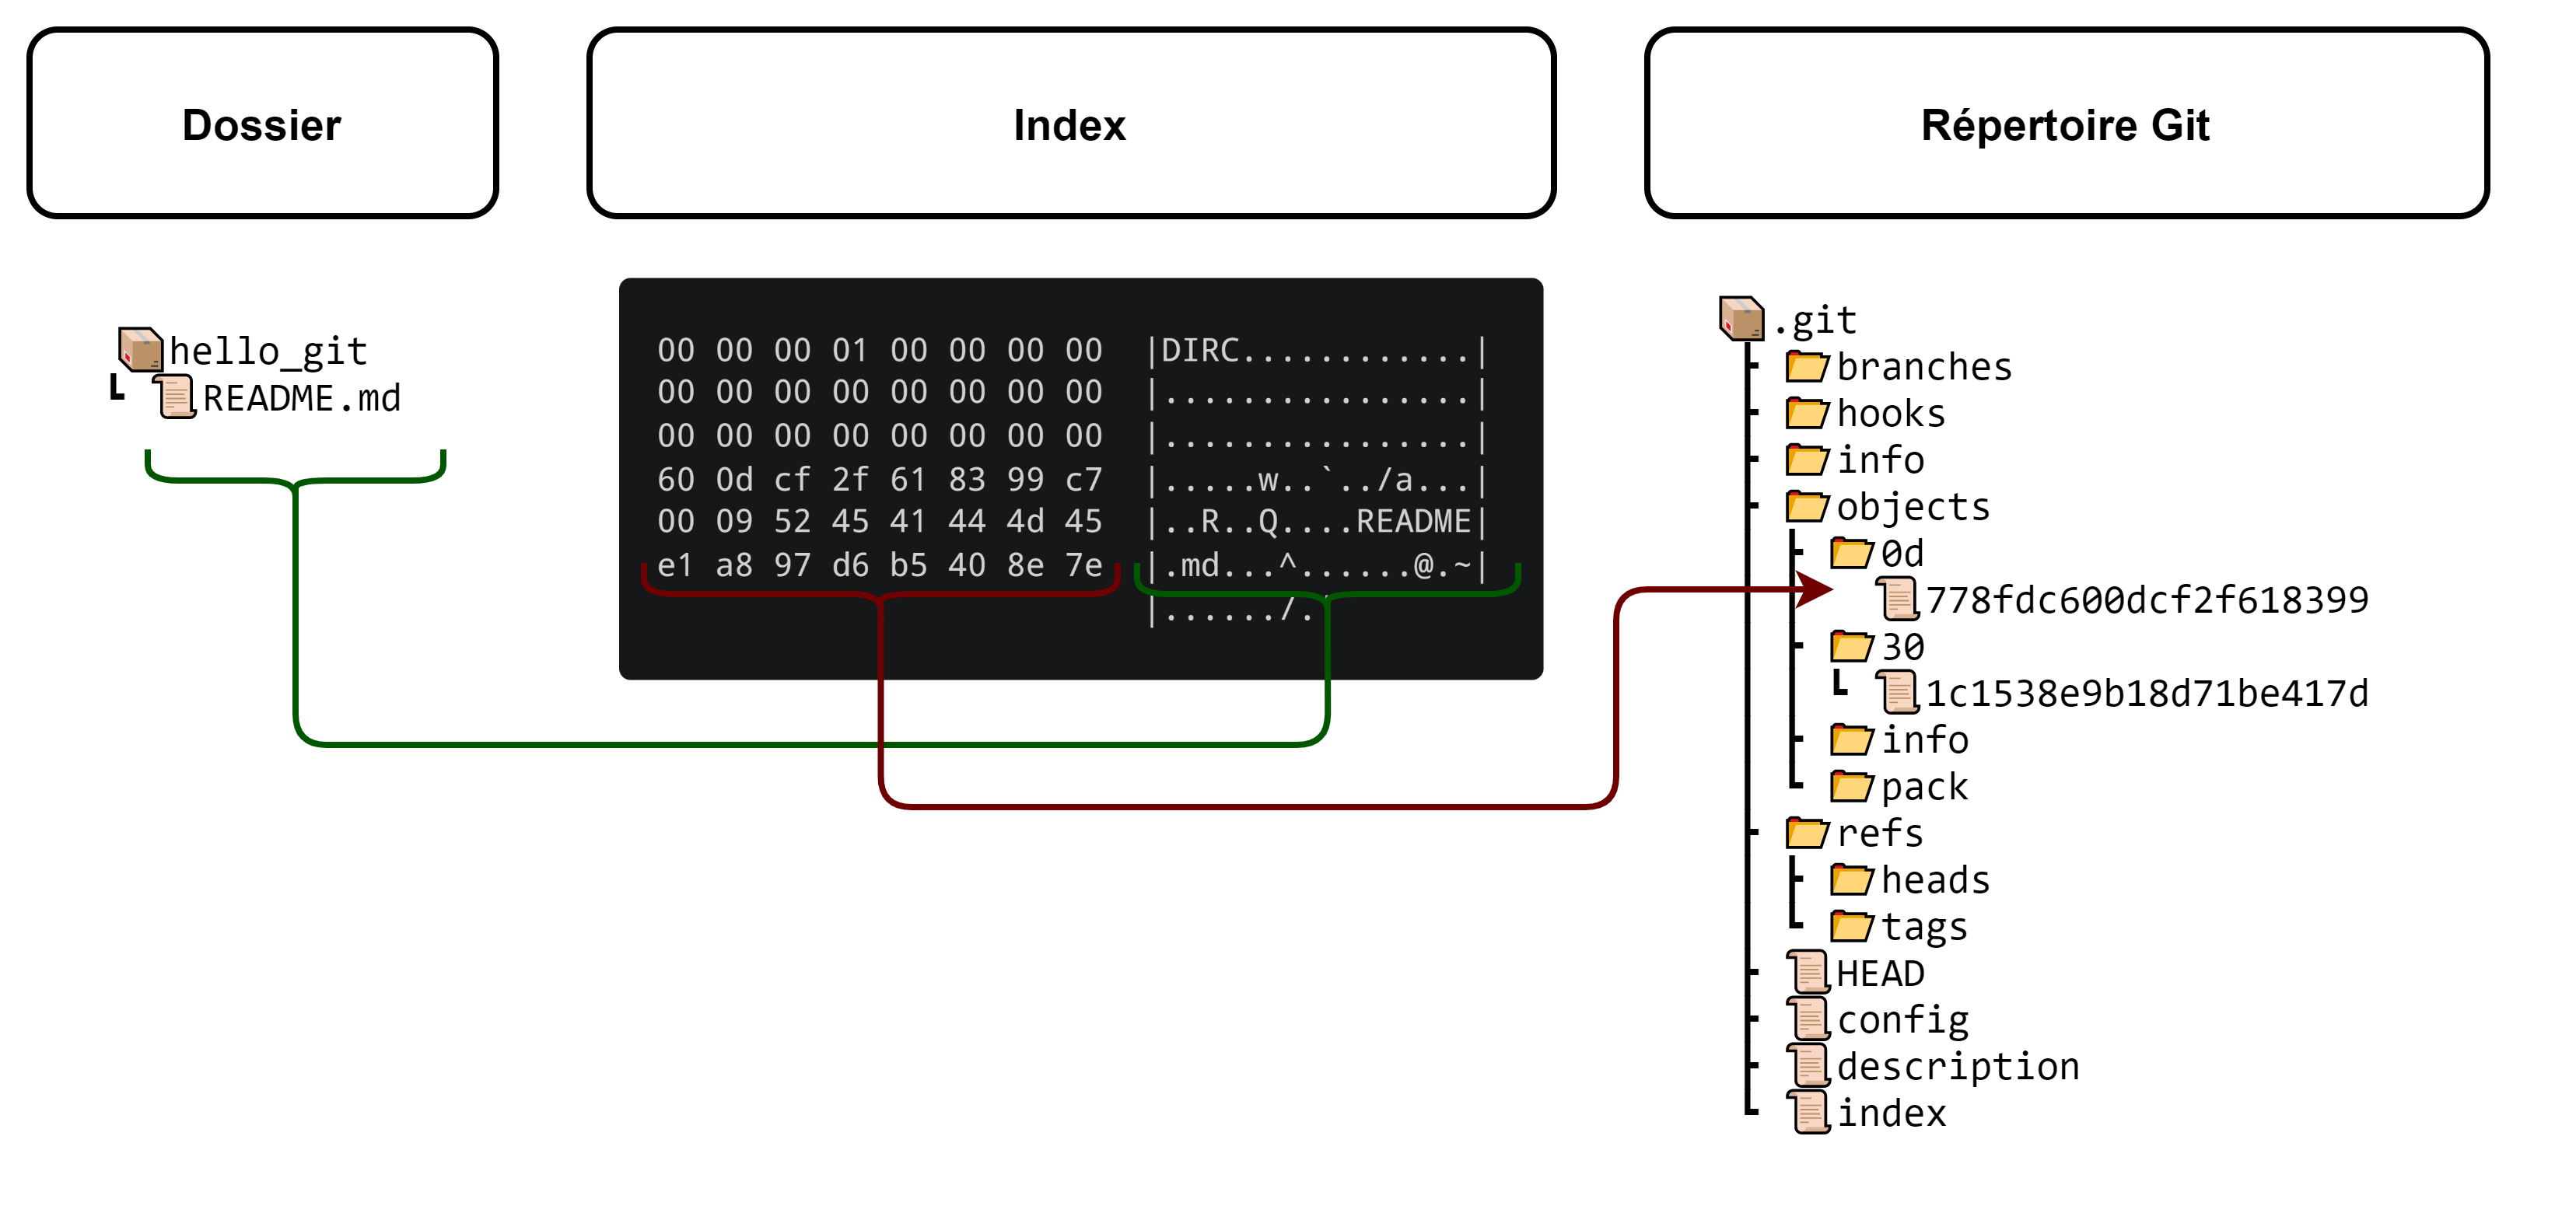 Dossier
Index
Répertoire Git
hello_git
README.md
00 00 00 01 00 00 00 00 |DIRC............|
00 00 00 00 00 00 00 00 |................|
00 00 00 00 00 00 00 00 |................|
60 0d cf 2f 61 83 99 c7 |.....w..`../a...|
00 09 52 45 41 44 4d 45 |..R..Q....README|
e1 a8 97 d6 b5 40 8e 7e |.md...^......@.~|
|....../.
.git
branches
hooks
info
objects
0d
778fdc600dcf2f618399
30
1c1538e9b18d71be417d
info
pack
refs
heads
tags
HEAD
config
description
index